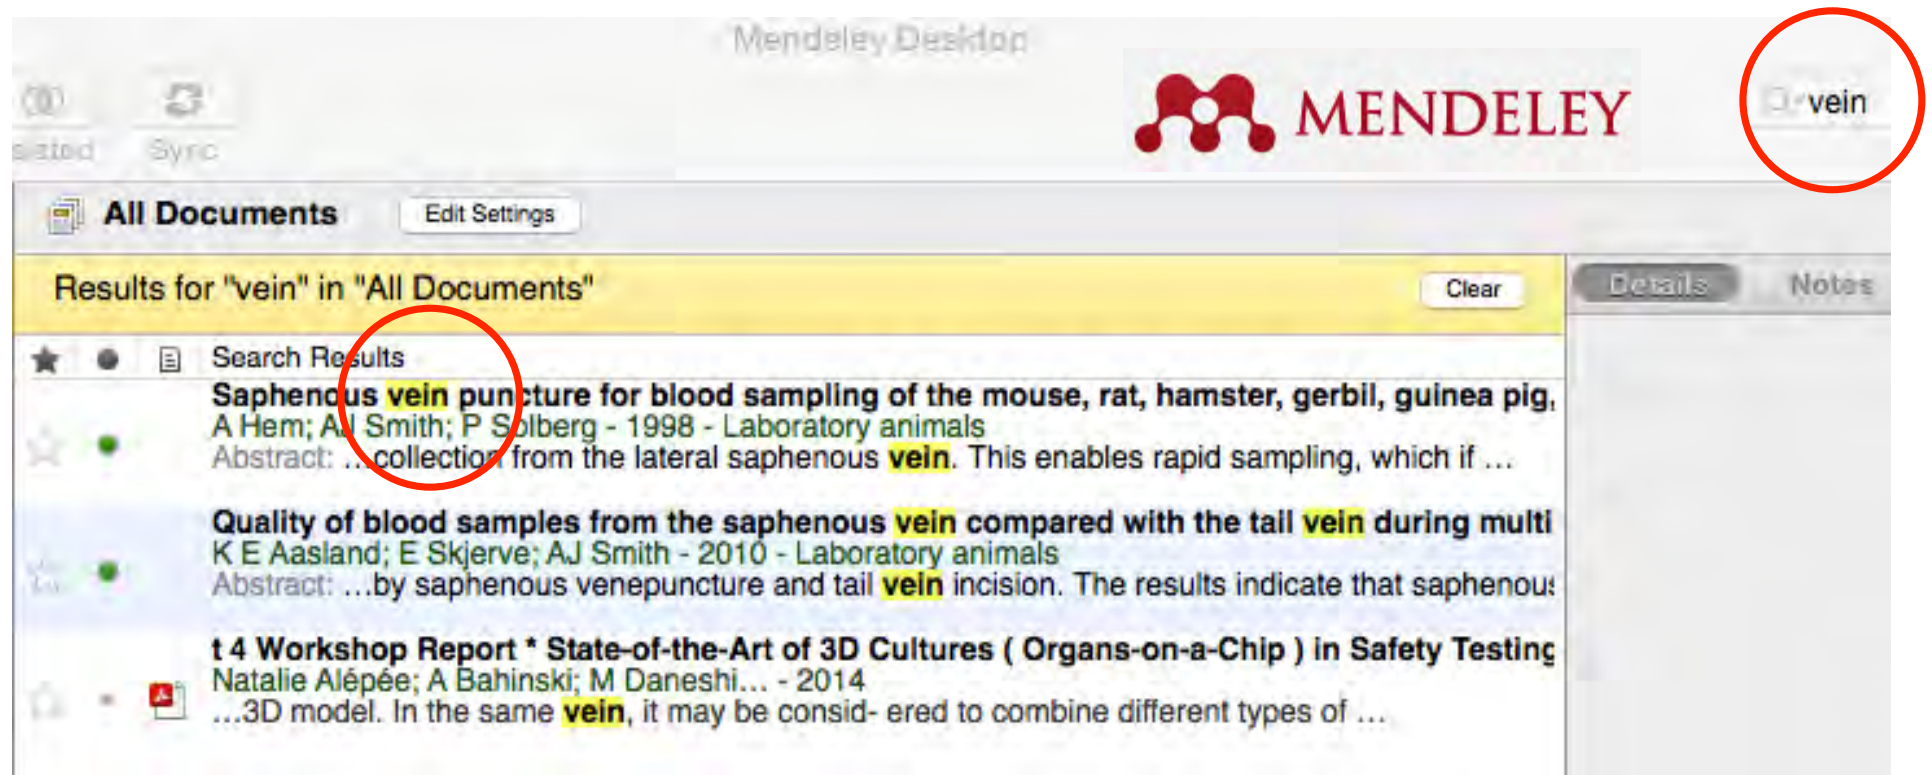 Mendeley Desktop
MENDELEY
vein
Sync
All Documents
Edit Settings
Results for "vein" in "All Documents"
Clear
Details
Notes
Search Results
Saphenous vein puncture for blood sampling of the mouse, rat, hamster, gerbil, guinea pig,
A Hem; AJ Smith; P Solberg - 1998 - Laboratory animals
Abstract: …collection from the lateral saphenous vein. This enables rapid sampling, which if …
Quality of blood samples from the saphenous vein compared with the tail vein during multi
K E Aasland; E Skjerve; AJ Smith - 2010 - Laboratory animals
Abstract: …by saphenous venepuncture and tail vein incision. The results indicate that saphenous
t 4 Workshop Report * State-of-the-Art of 3D Cultures ( Organs-on-a-Chip ) in Safety Testing
Natalie Alépée; A Bahinski; M Daneshi... - 2014
…3D model. In the same vein, it may be consid- ered to combine different types of …